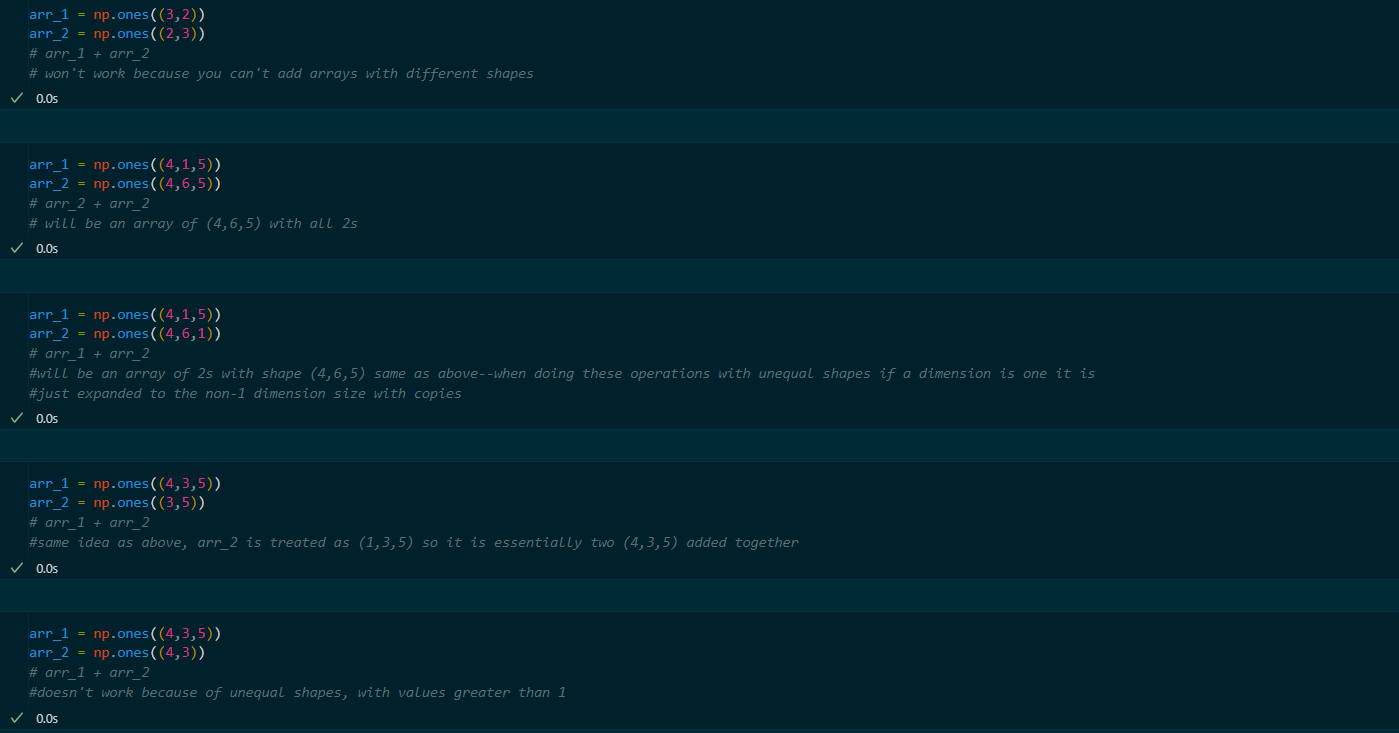 arr_1 = np.ones((3,2))
arr_2 = np.ones((2,3))
# arr_1 + arr_2
# won't work because you can't add arrays with different shapes
0.0s
arr_1 = np.ones((4,1,5))
arr_2 = np.ones((4,6,5))
# arr_2 + arr_2
# will be an array of (4,6,5) with all 2s
0.0s
arr_1 = np.ones((4,1,5))
arr_2 = np.ones((4,6,1))
# arr_1 + arr_2
#will be an array of 2s with shape (4,6,5) same as above--when doing these operations with unequal shapes if a dimension is one it is
#just expanded to the non-1 dimension size with copies
0.0s
arr_1 = np.ones((4,3,5))
arr_2 = np.ones((3,5))
# arr_1 + arr_2
#same idea as above, arr_2 is treated as (1,3,5) so it is essentially two (4,3,5) added together
0.0s
arr_1 = np.ones((4,3,5))
arr_2 = np.ones((4,3))
# arr_1 + arr_2
#doesn't work because of unequal shapes, with values greater than 1
0.0s